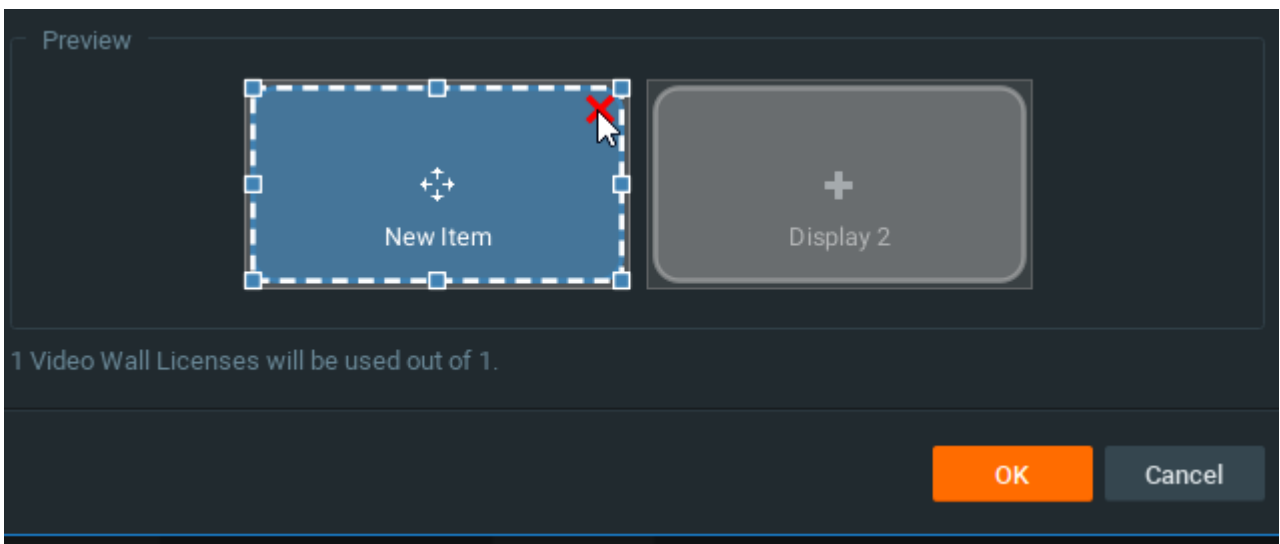 Preview
New Item
Display 2
1 Video Wall Licenses will be used out of 1.
OK
Cancel